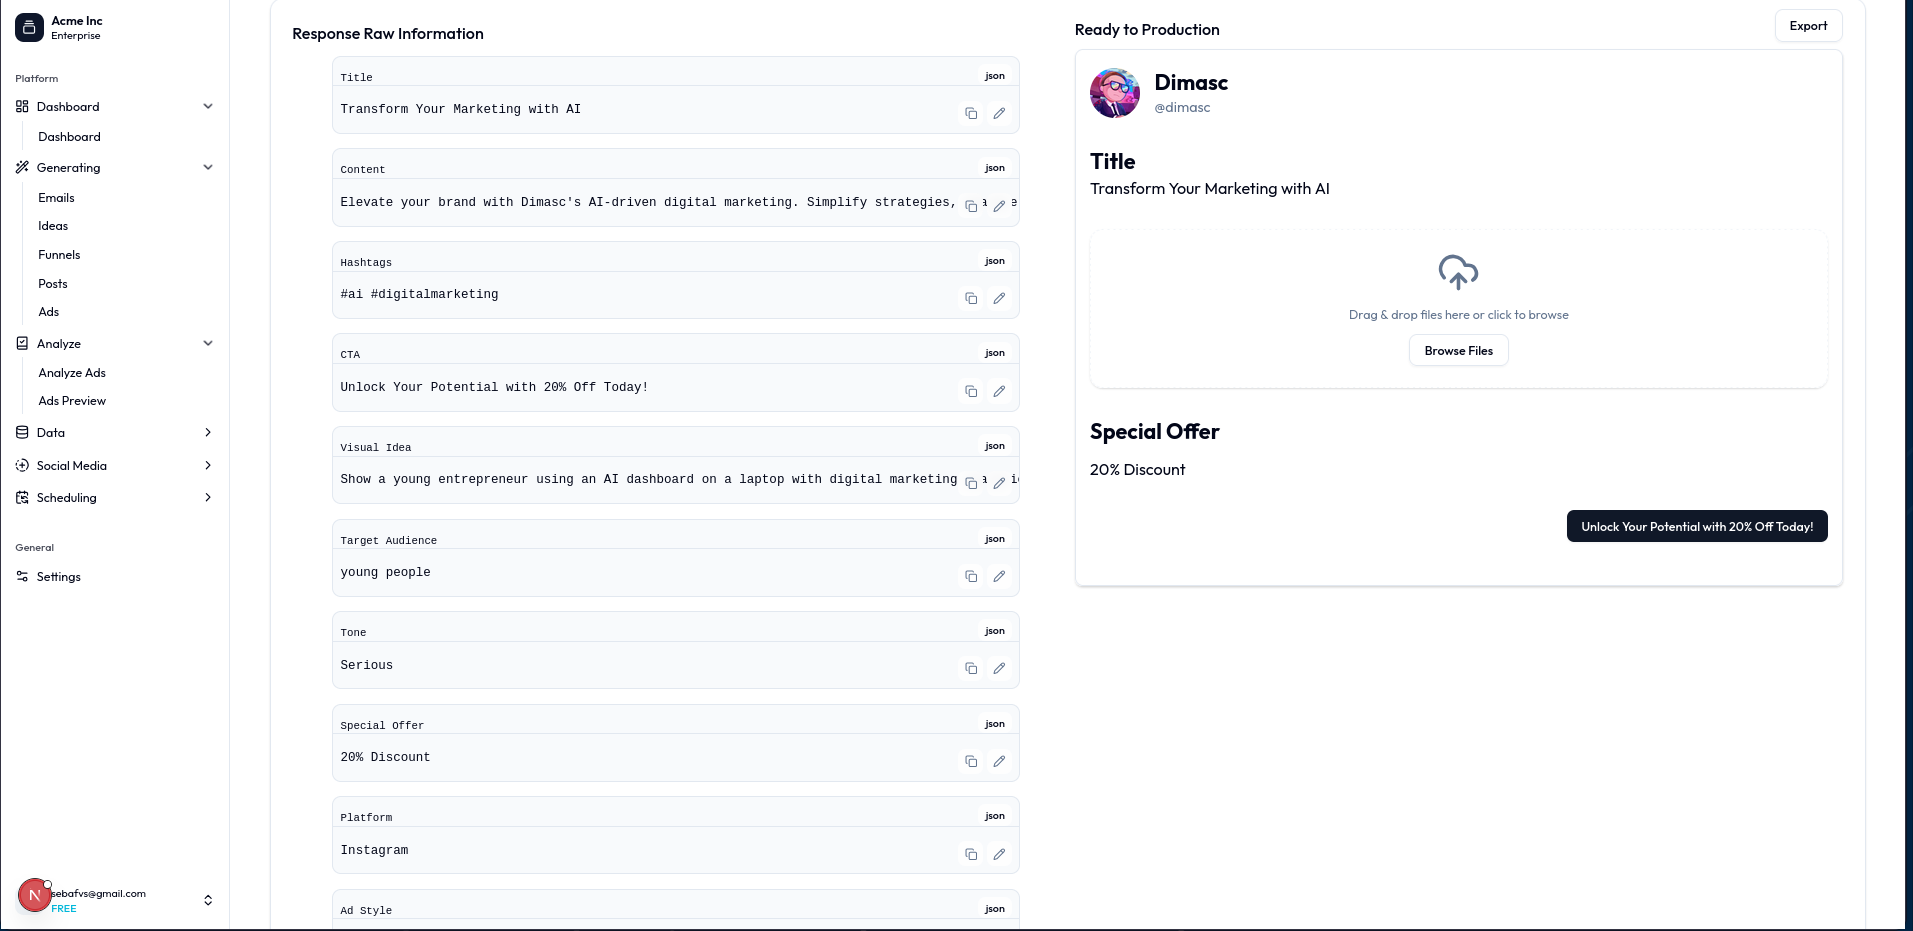 Acme Inc
Enterprise
Platform
Dashboard
Dashboard
Generating
Emails
Ideas
Funnels
Posts
Ads
Analyze
Analyze Ads
Ads Preview
Data
Social Media
Scheduling
General
Settings
N
sebafvs@gmail.com
FREE
Response Raw Information
Title
json
Transform Your Marketing with AI
Content
json
Elevate your brand with Dimasc's AI-driven digital marketing. Simplify strategies,
Hashtags
json
#ai #digitalmarketing
CTA
json
Unlock Your Potential with 20% Off Today!
Visual Idea
json
Show a young entrepreneur using an AI dashboard on a laptop with digital marketing
Target Audience
json
young people
Tone
json
Serious
Special Offer
json
20% Discount
Platform
json
Instagram
Ad Style
json
Ready to Production
Export
Dimasc
@dimasc
Title
Transform Your Marketing with AI
Drag & drop files here or click to browse
Browse Files
Special Offer
20% Discount
Unlock Your Potential with 20% Off Today!